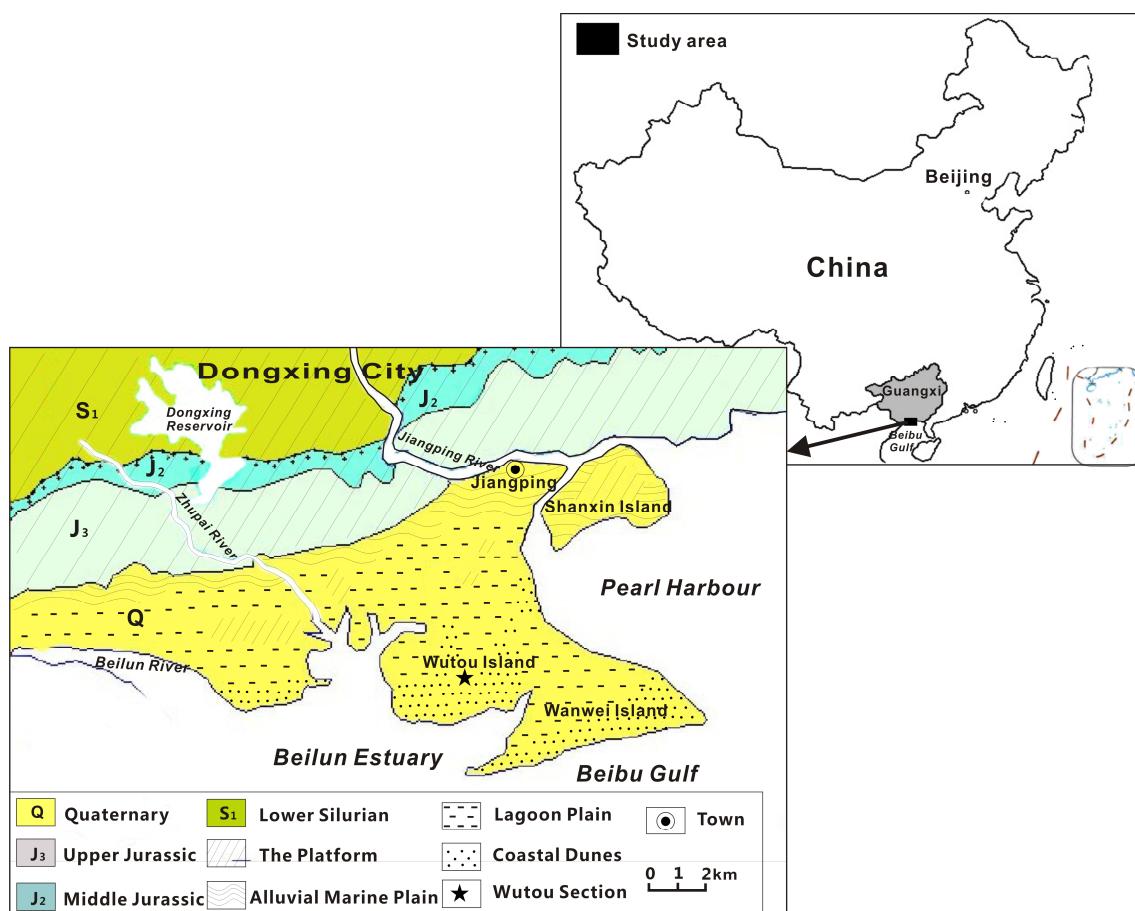 Study area
Beijing
China
Guangxi
Beibu
Gulf
Dongxing City
S1
Dongxing
Reservoir
J2
Jiangping River
J2
Jiangping
Zhupai River
Shanxin Island
J3
Pearl Harbour
Q
Beilun River
Wutou Island
Wanwei Island
Beilun Estuary
Beibu Gulf
Q Quaternary
S1 Lower Silurian
Lagoon Plain
Town
J3 Upper Jurassic
The Platform
Coastal Dunes
J2 Middle Jurassic
Alluvial Marine Plain
Wutou Section
0 1 2km